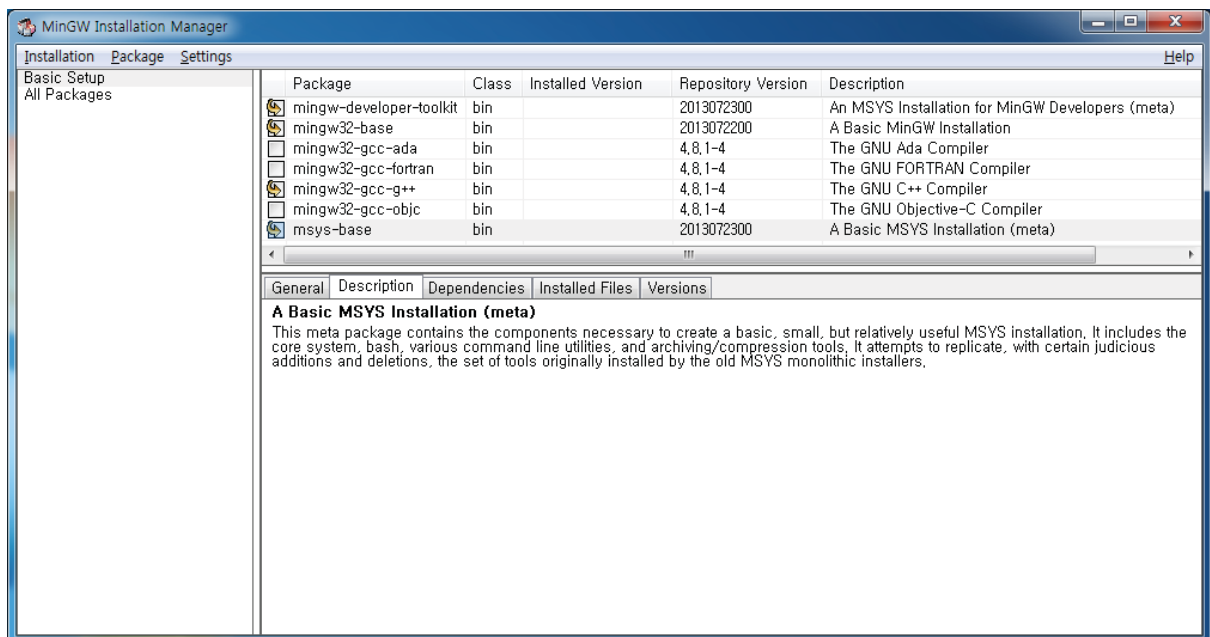 MinGW Installation Manager
Installation Package Settings Help
Basic Setup
All Packages
Package Class Installed Version Repository Version Description
mingw-developer-toolkit bin 2013072300 An MSYS Installation for MinGW Developers (meta)
mingw32-base bin 2013072200 A Basic MinGW Installation
mingw32-gcc-ada bin 4.8.1-4 The GNU Ada Compiler
mingw32-gcc-fortran bin 4.8.1-4 The GNU FORTRAN Compiler
mingw32-gcc-g++ bin 4.8.1-4 The GNU C++ Compiler
mingw32-gcc-objc bin 4.8.1-4 The GNU Objective-C Compiler
msys-base bin 2013072300 A Basic MSYS Installation (meta)
General Description Dependencies Installed Files Versions
A Basic MSYS Installation (meta)
This meta package contains the components necessary to create a basic, small, but relatively useful MSYS installation. It includes the
core system, bash, various command line utilities, and archiving/compression tools. It attempts to replicate, with certain judicious
additions and deletions, the set of tools originally installed by the old MSYS monolithic installers.